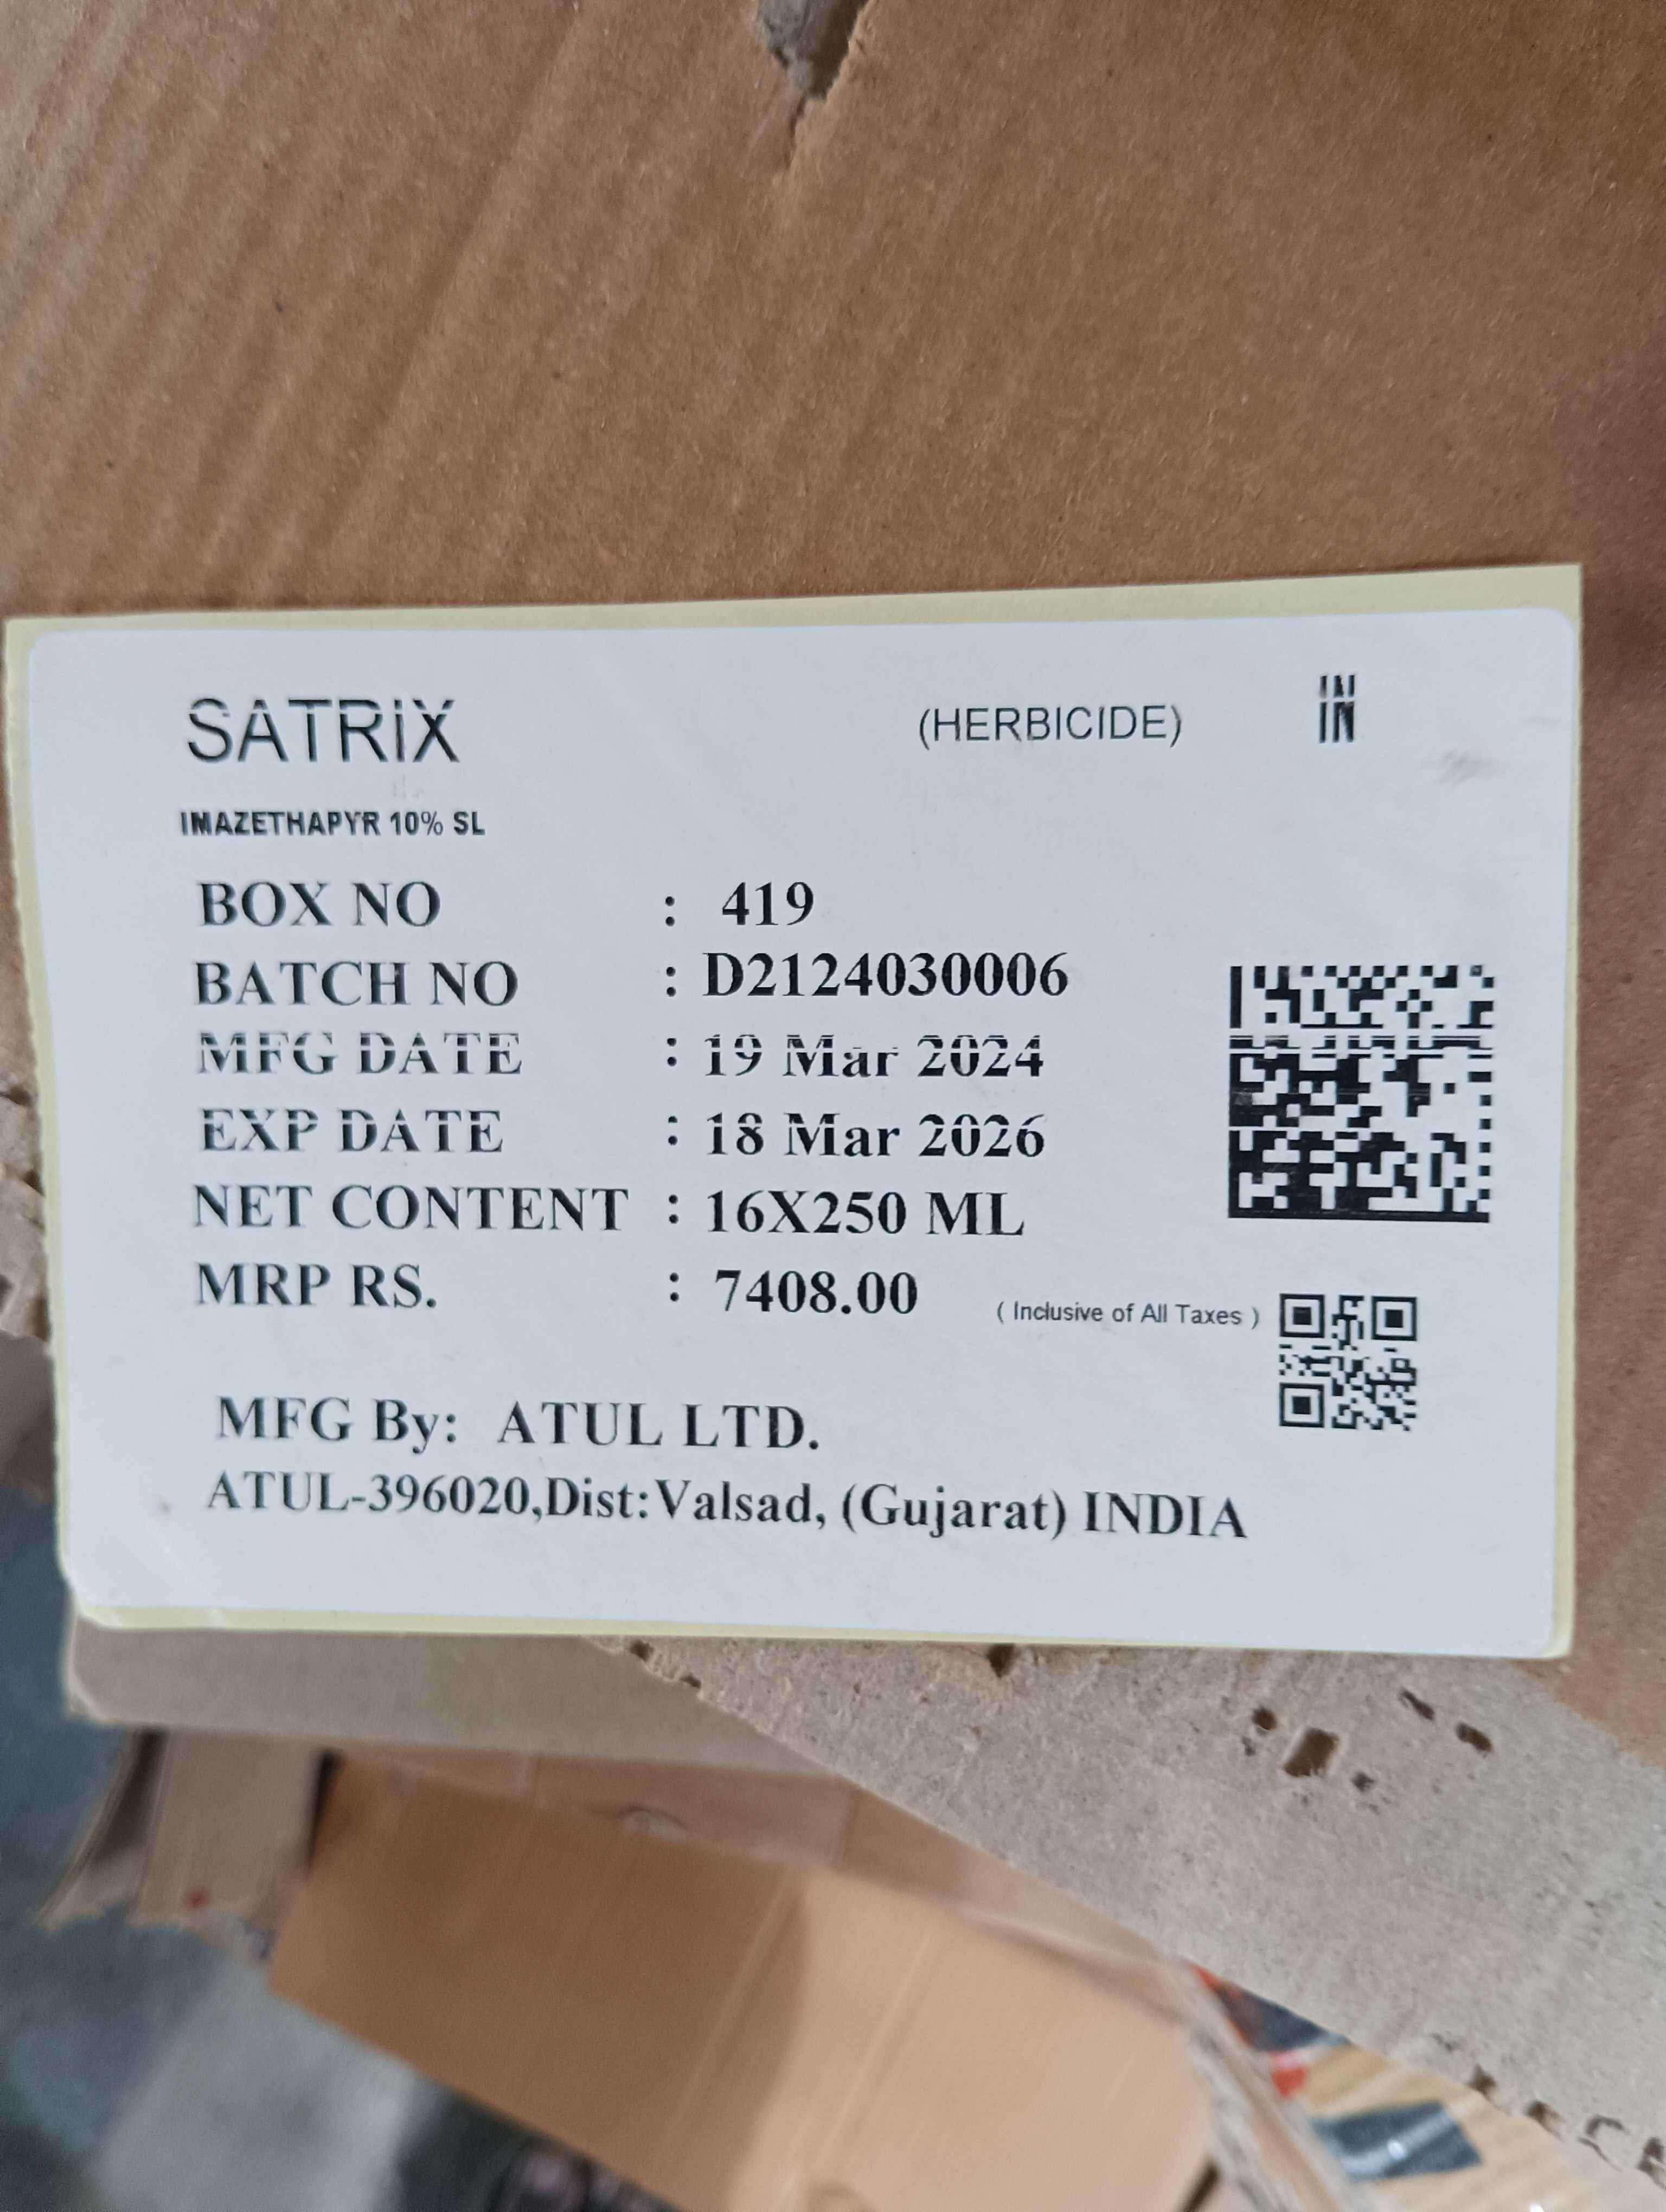 SATRIX (HERBICIDE) IN
IMAZETHAPYR 10% SL
BOX NO : 419
BATCH NO : D2124030006
MFG DATE : 19 Mar 2024
EXP DATE : 18 Mar 2026
NET CONTENT : 16X250 ML
MRP RS. : 7408.00 ( Inclusive of All Taxes )
MFG By: ATUL LTD.
ATUL-396020,Dist:Valsad, (Gujarat) INDIA